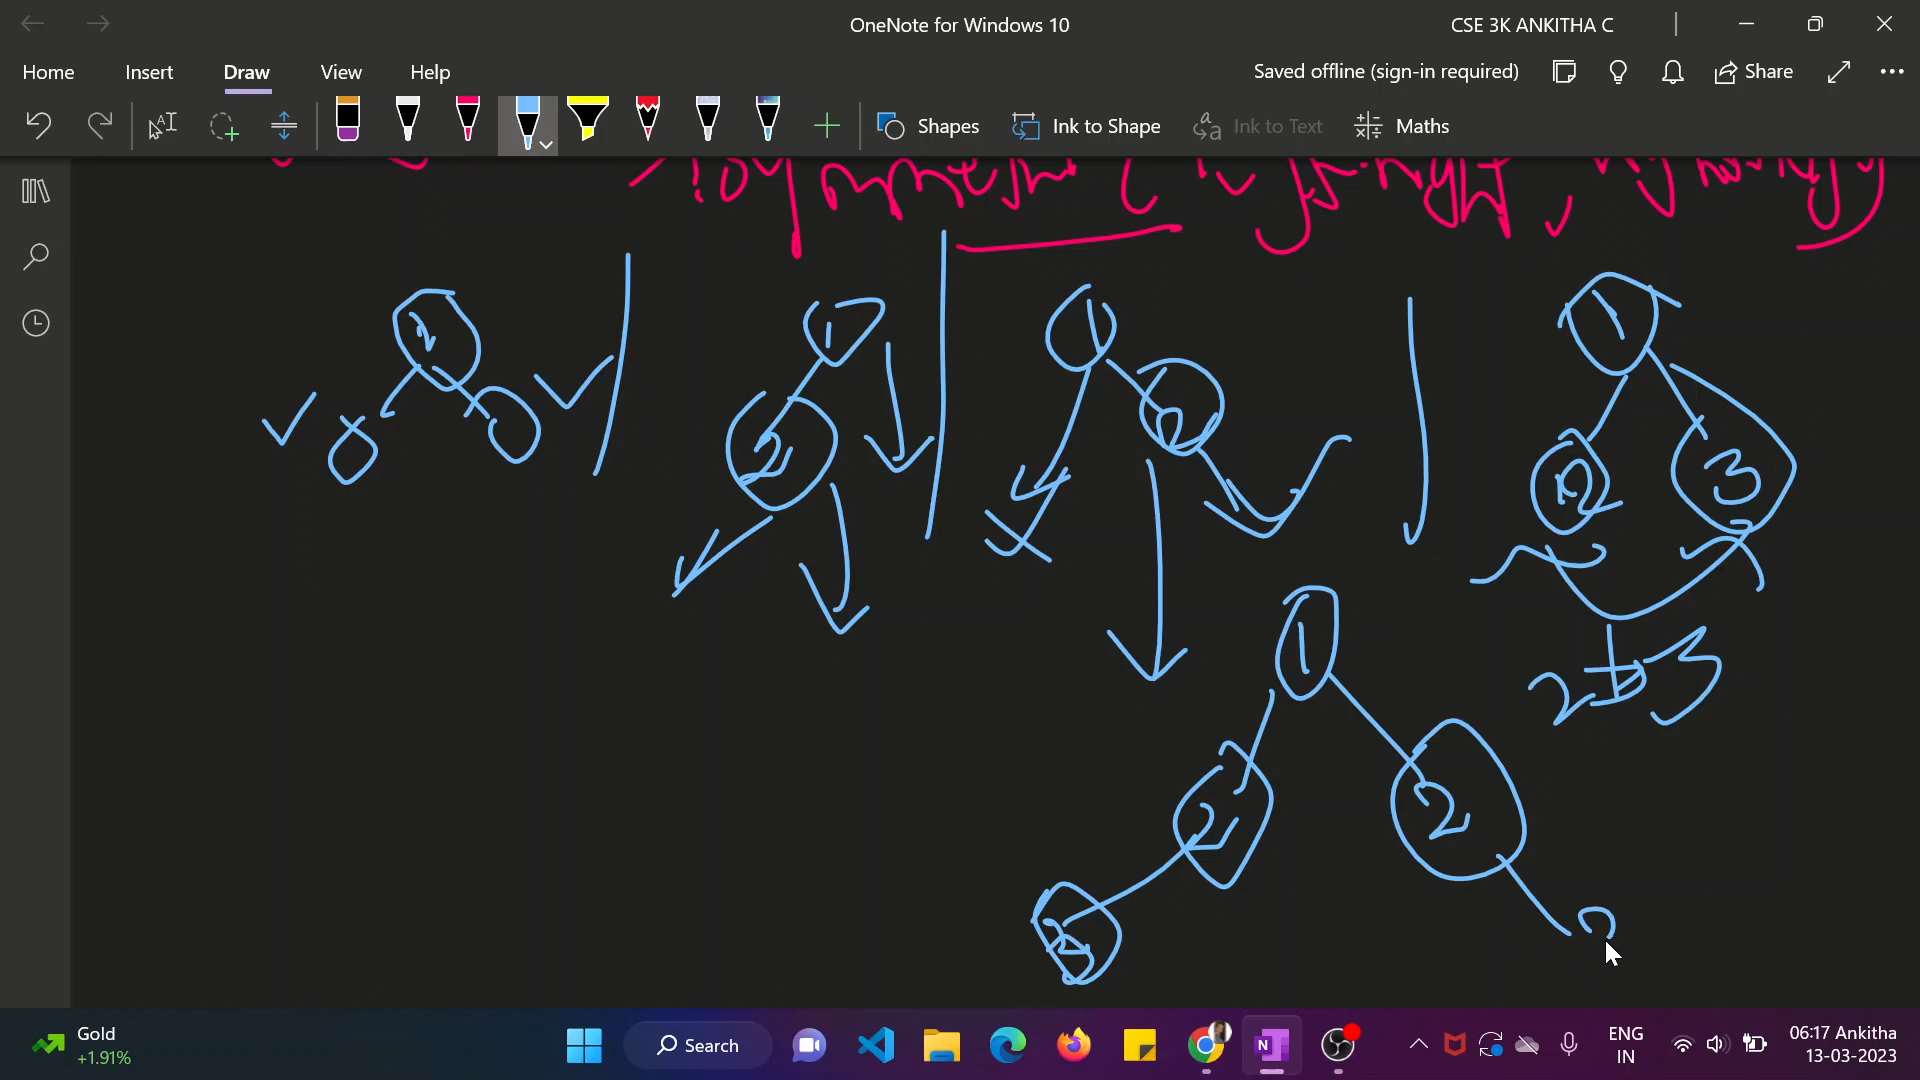 OneNote for Windows 10
CSE 3K ANKITHA C
Home Insert Draw View Help
Saved offline (sign-in required)
Share
Shapes
Ink to Shape
Ink to Text
Maths
1 1 1
2 2 2 3
1
2 3
2 2
3
Gold
+1.91%
Search
ENG
IN
06:17 Ankitha
13-03-2023